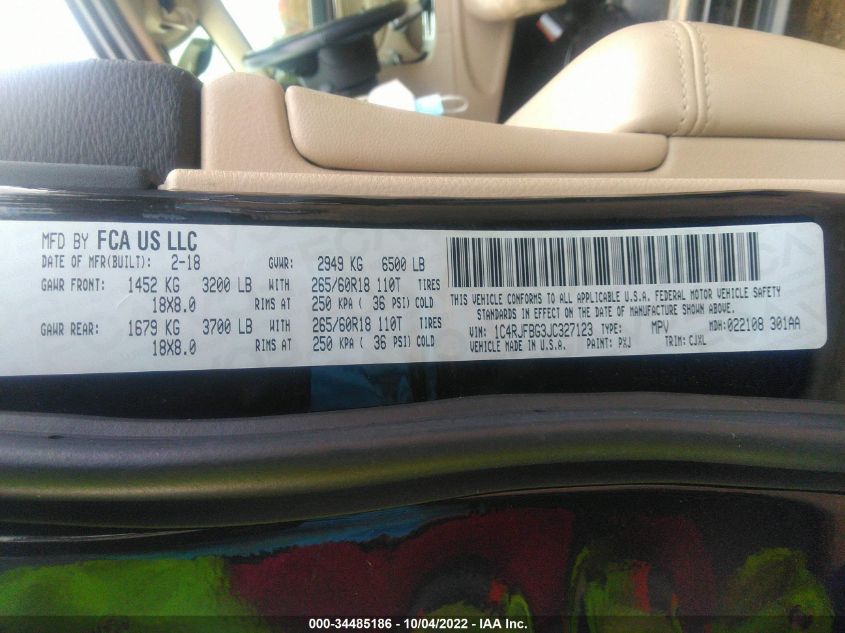 MFD BY FCA US LLC
DATE OF MFR(BUILT): 2-18 GVWR: 2949 KG 6500 LB
GAWR FRONT: 1452 KG 3200 LB WITH 265/60R18 110T TIRES
18X8.0 RIMS AT 250 KPA ( 36 PSI) COLD
GAWR REAR: 1679 KG 3700 LB WITH 265/60R18 110T TIRES
18X8.0 RIMS AT 250 KPA ( 36 PSI) COLD
THIS VEHICLE CONFORMS TO ALL APPLICABLE U.S.A. FEDERAL MOTOR VEHICLE SAFETY
STANDARDS IN EFFECT ON THE DATE OF MANUFACTURE SHOWN ABOVE.
VIN: 1C4RJFBG3JC327123 TYPE: MPV MDH: 022108 301AA
VEHICLE MADE IN U.S.A. PAINT: PXJ TRIM: CJXL
000-34485186 - 10/04/2022 - IAA Inc.